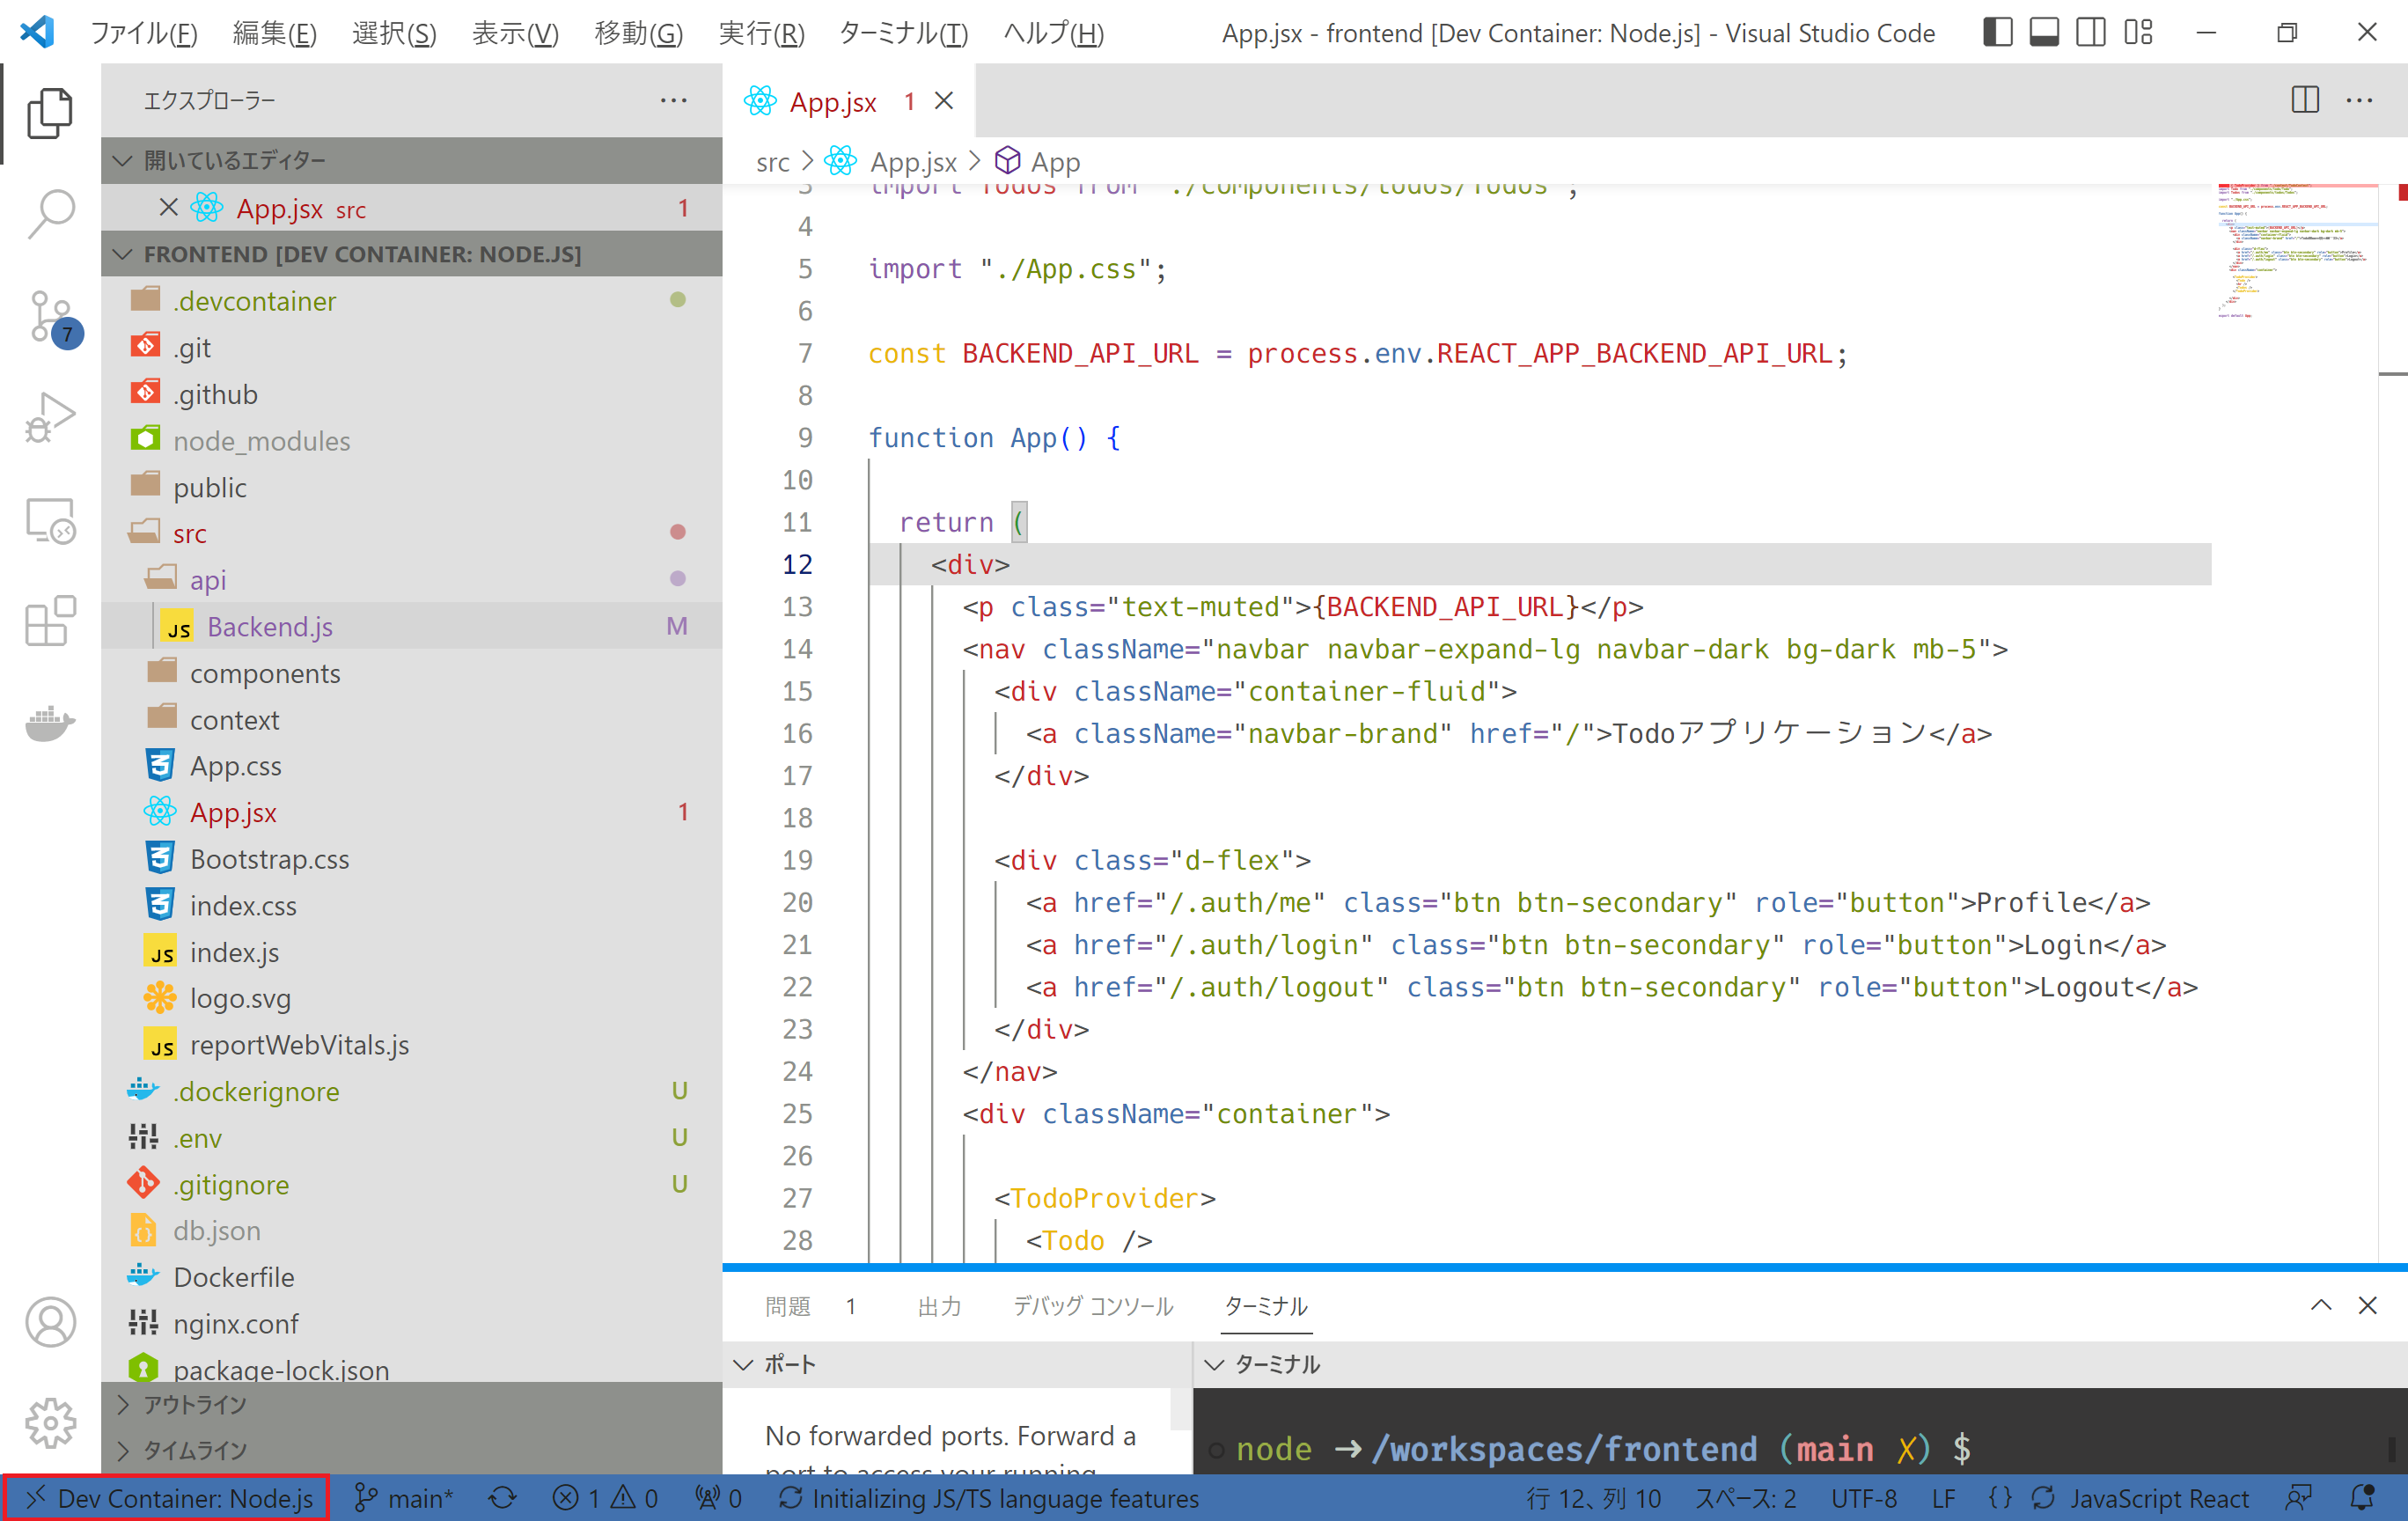 ファイル(F) 編集(E) 選択(S) 表示(V) 移動(G) 実行(R) ターミナル(T) ヘルプ(H) App.jsx - frontend [Dev Container: Node.js] - Visual Studio Code
エクスプローラー
開いているエディター
App.jsx src 1
FRONTEND [DEV CONTAINER: NODE.JS]
.devcontainer
.git
.github
node_modules
public
src
api
JS Backend.js M
components
context
App.css
App.jsx 1
Bootstrap.css
index.css
JS index.js
logo.svg
JS reportWebVitals.js
.dockerignore U
.env U
.gitignore U
db.json
Dockerfile
nginx.conf
package-lock.json
アウトライン
タイムライン
7
App.jsx 1
src > App.jsx > App
3 import Todos from "./components/todos/Todos";
4
5 import "./App.css";
6
7 const BACKEND_API_URL = process.env.REACT_APP_BACKEND_API_URL;
8
9 function App() {
10
11 return (
12 <div>
13 <p class="text-muted">{BACKEND_API_URL}</p>
14 <nav className="navbar navbar-expand-lg navbar-dark bg-dark mb-5">
15 <div className="container-fluid">
16 <a className="navbar-brand" href="/">Todoアプリケーション</a>
17 </div>
18
19 <div class="d-flex">
20 <a href="/.auth/me" class="btn btn-secondary" role="button">Profile</a>
21 <a href="/.auth/login" class="btn btn-secondary" role="button">Login</a>
22 <a href="/.auth/logout" class="btn btn-secondary" role="button">Logout</a>
23 </div>
24 </nav>
25 <div className="container">
26
27 <TodoProvider>
28 <Todo />
問題 1 出力 デバッグ コンソール ターミナル
ポート
No forwarded ports. Forward a
port to access your running
ターミナル
node ➜ /workspaces/frontend (main ✗) $
Dev Container: Node.js main* 1 0 0 Initializing JS/TS language features 行 12、列 10 スペース: 2 UTF-8 LF {} JavaScript React